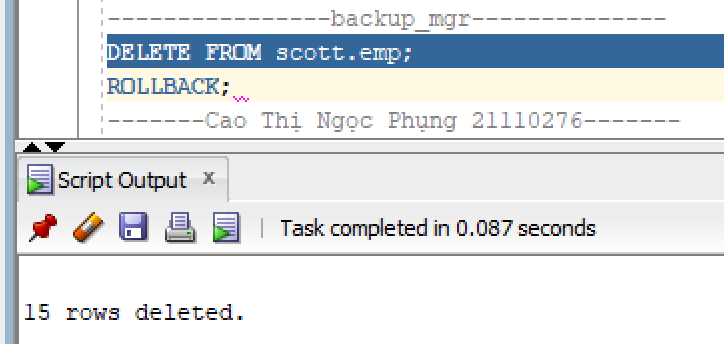 ----------------backup_mgr--------------
DELETE FROM scott.emp;
ROLLBACK;
-------Cao Thị Ngọc Phụng 21110276-------
Script Output x
Task completed in 0.087 seconds
15 rows deleted.